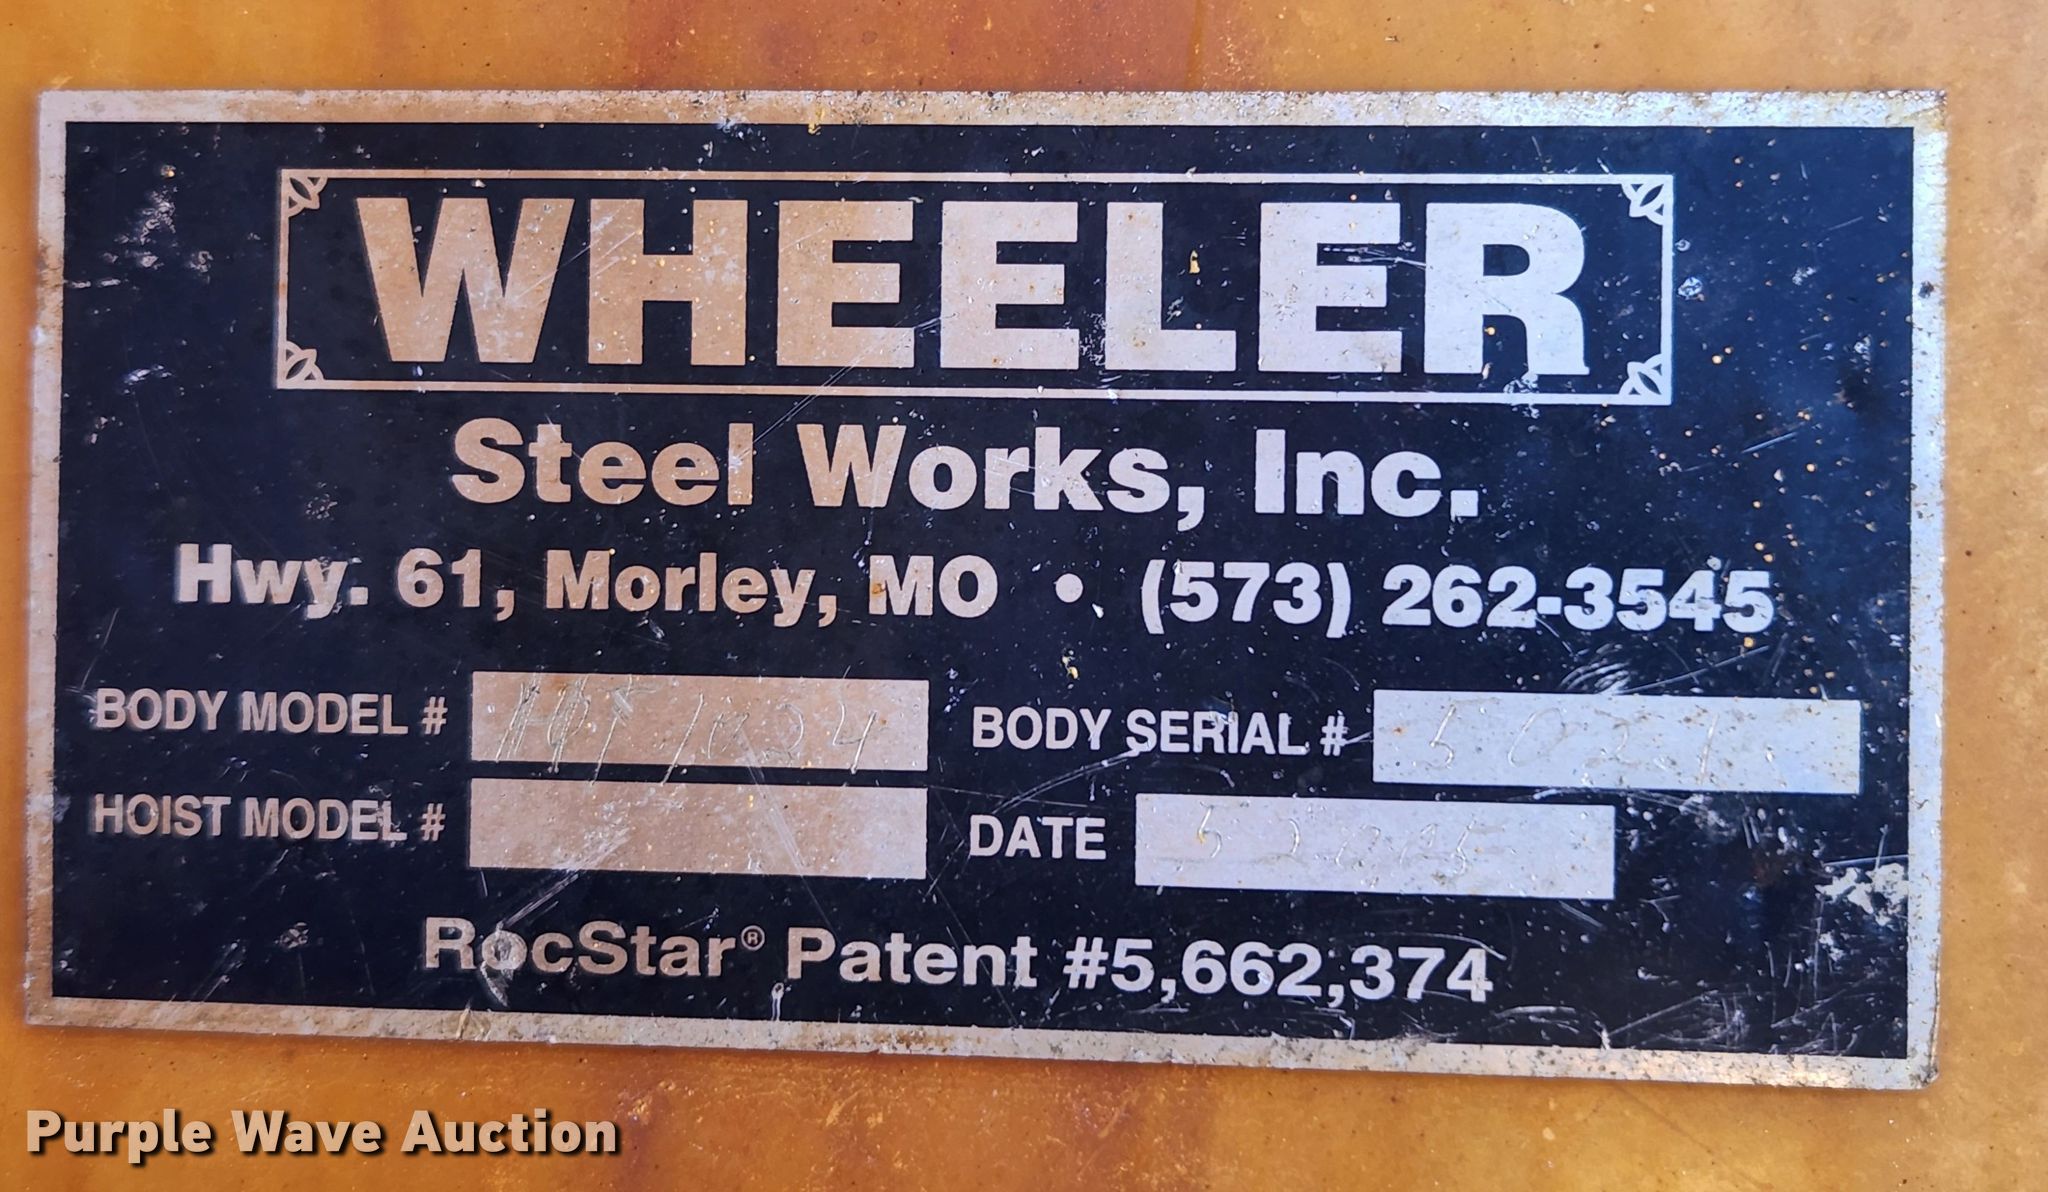 WHEELER
Steel Works, Inc.
Hwy. 61, Morley, MO • (573) 262-3545
BODY MODEL #
BODY SERIAL # 5021
HOIST MODEL #
DATE
RocStar® Patent #5,662,374
Purple Wave Auction